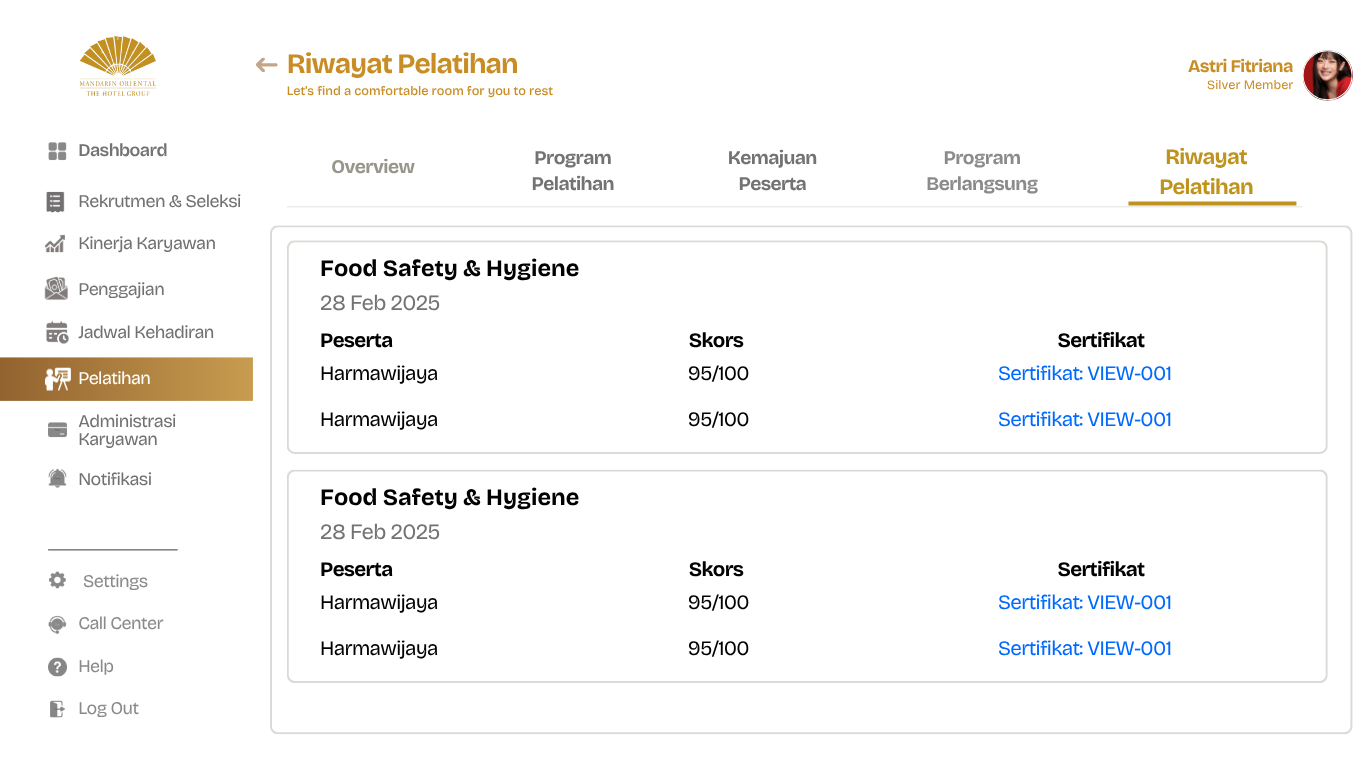 MANDARIN ORIENTAL
THE HOTEL GROUP
Riwayat Pelatihan
Let's find a comfortable room for you to rest
Astri Fitriana
Silver Member
Dashboard
Rekrutmen & Seleksi
Kinerja Karyawan
Penggajian
Jadwal Kehadiran
Pelatihan
Administrasi
Karyawan
Notifikasi
Settings
Call Center
Help
Log Out
Overview
Program
Pelatihan
Kemajuan
Peserta
Program
Berlangsung
Riwayat
Pelatihan
Food Safety & Hygiene
28 Feb 2025
Peserta Skors Sertifikat
Harmawijaya 95/100 Sertifikat: VIEW-001
Harmawijaya 95/100 Sertifikat: VIEW-001
Food Safety & Hygiene
28 Feb 2025
Peserta Skors Sertifikat
Harmawijaya 95/100 Sertifikat: VIEW-001
Harmawijaya 95/100 Sertifikat: VIEW-001